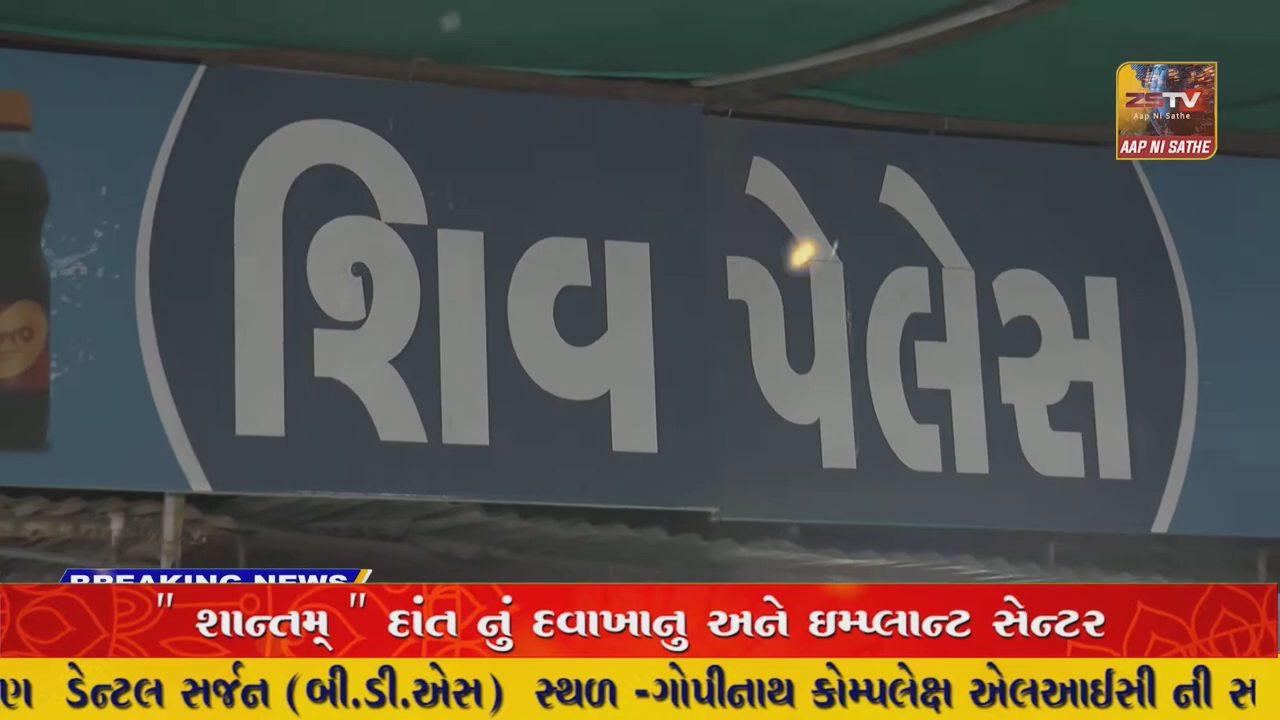 ZSTV
Aap Ni Sathe
AAP NI SATHE
શિવ પેલેસ
BREAKING NEWS
" શાન્તમ્ " દાંત નું દવાખાનુ અને ઇમ્પ્લાન્ટ સેન્ટર
ડેન્ટલ સર્જન (બી.ડી.એસ) સ્થળ -ગોપીનાથ કોમ્પલેક્ષ એલઆઈસી ની